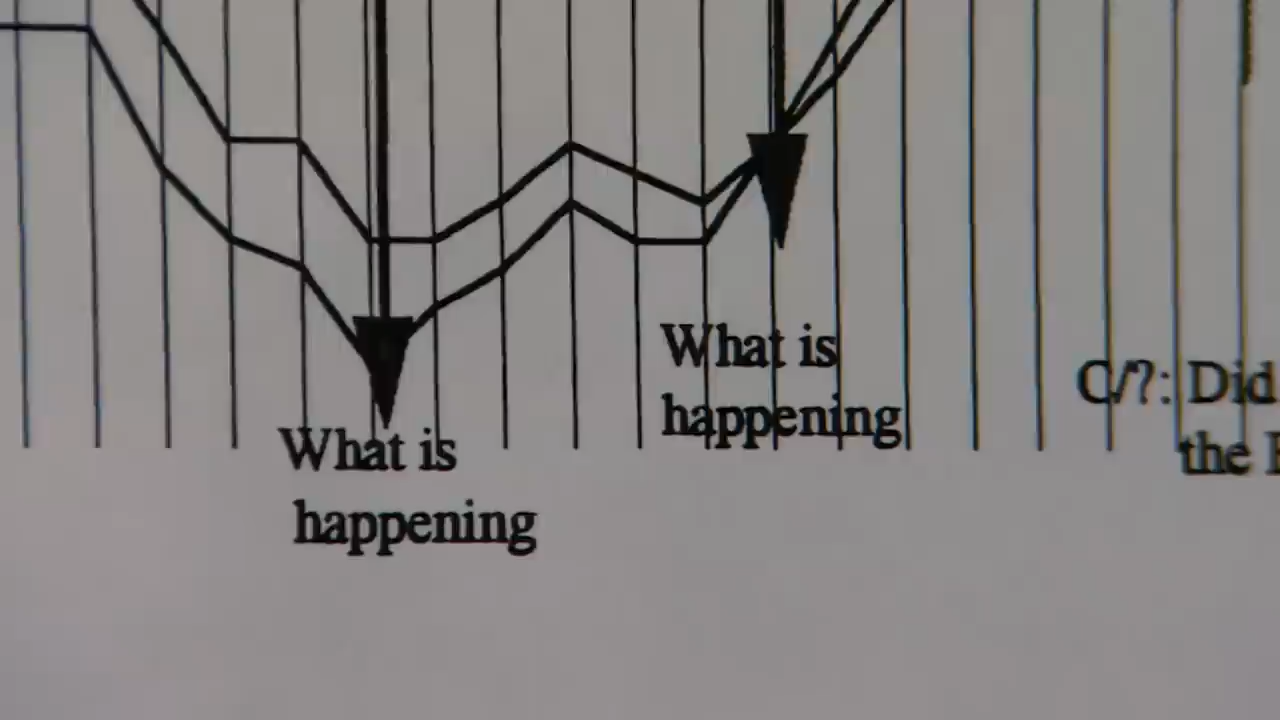 What is
happening
What is
happening
C/?: Did
the